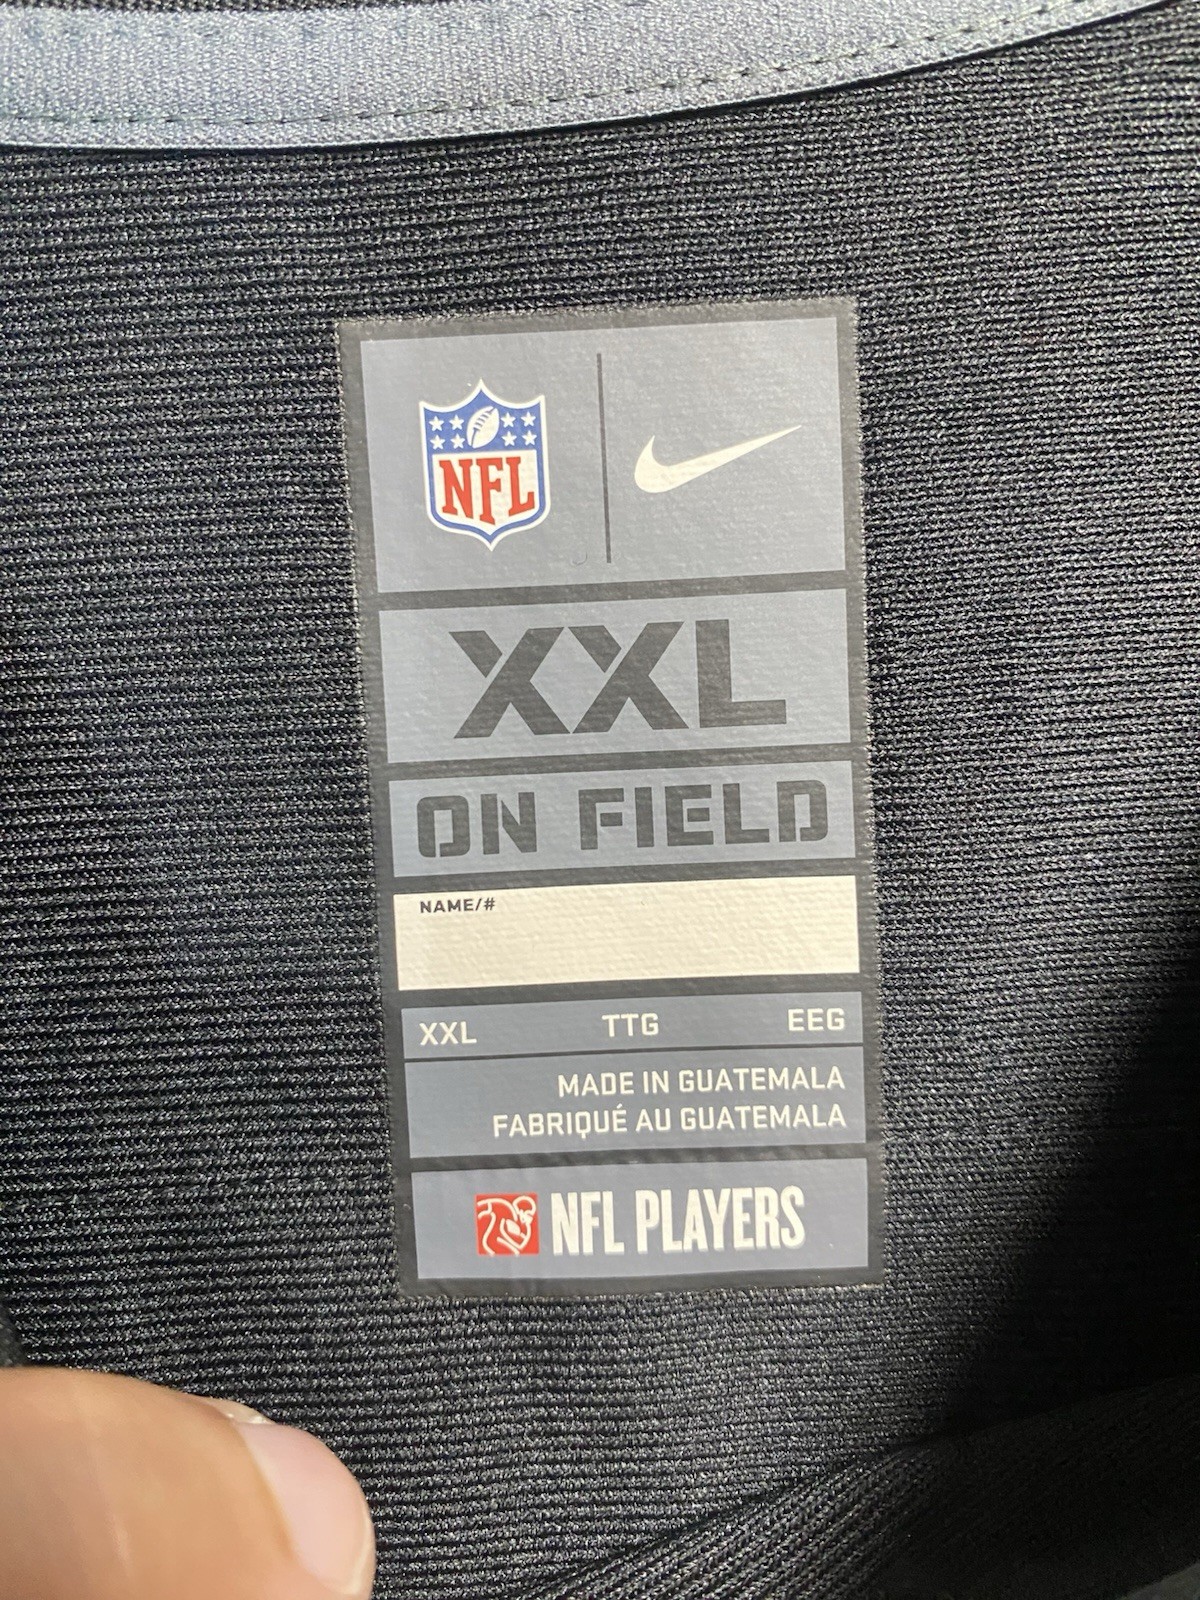 NFL
XXL
ON FIELD
NAME/#
XXL TTG EEG
MADE IN GUATEMALA
FABRIQUÉ AU GUATEMALA
NFL PLAYERS